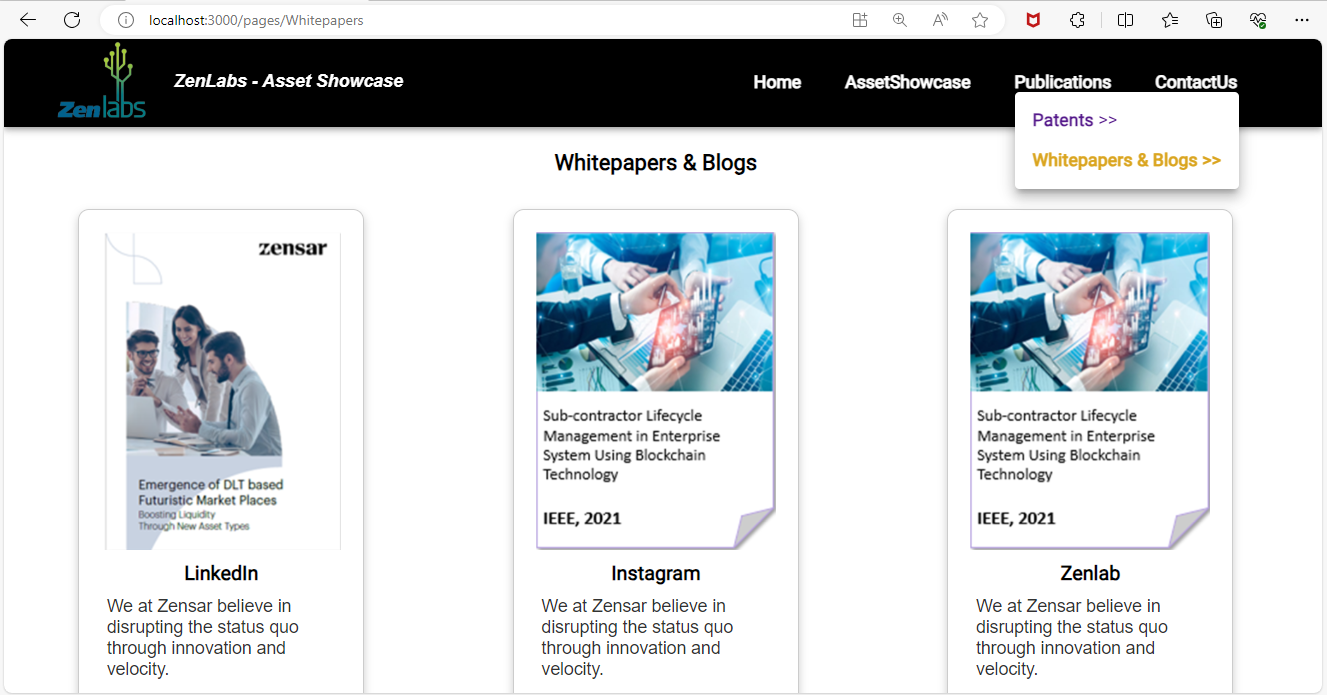 localhost:3000/pages/Whitepapers
Zenlabs
ZenLabs - Asset Showcase
Home
AssetShowcase
Publications
ContactUs
Patents >>
Whitepapers & Blogs >>
Whitepapers & Blogs
zensar
Emergence of DLT based
Futuristic Market Places
Boosting Liquidity
Through New Asset Types
LinkedIn
We at Zensar believe in
disrupting the status quo
through innovation and
velocity.
Sub-contractor Lifecycle
Management in Enterprise
System Using Blockchain
Technology
IEEE, 2021
Instagram
We at Zensar believe in
disrupting the status quo
through innovation and
velocity.
Sub-contractor Lifecycle
Management in Enterprise
System Using Blockchain
Technology
IEEE, 2021
Zenlab
We at Zensar believe in
disrupting the status quo
through innovation and
velocity.